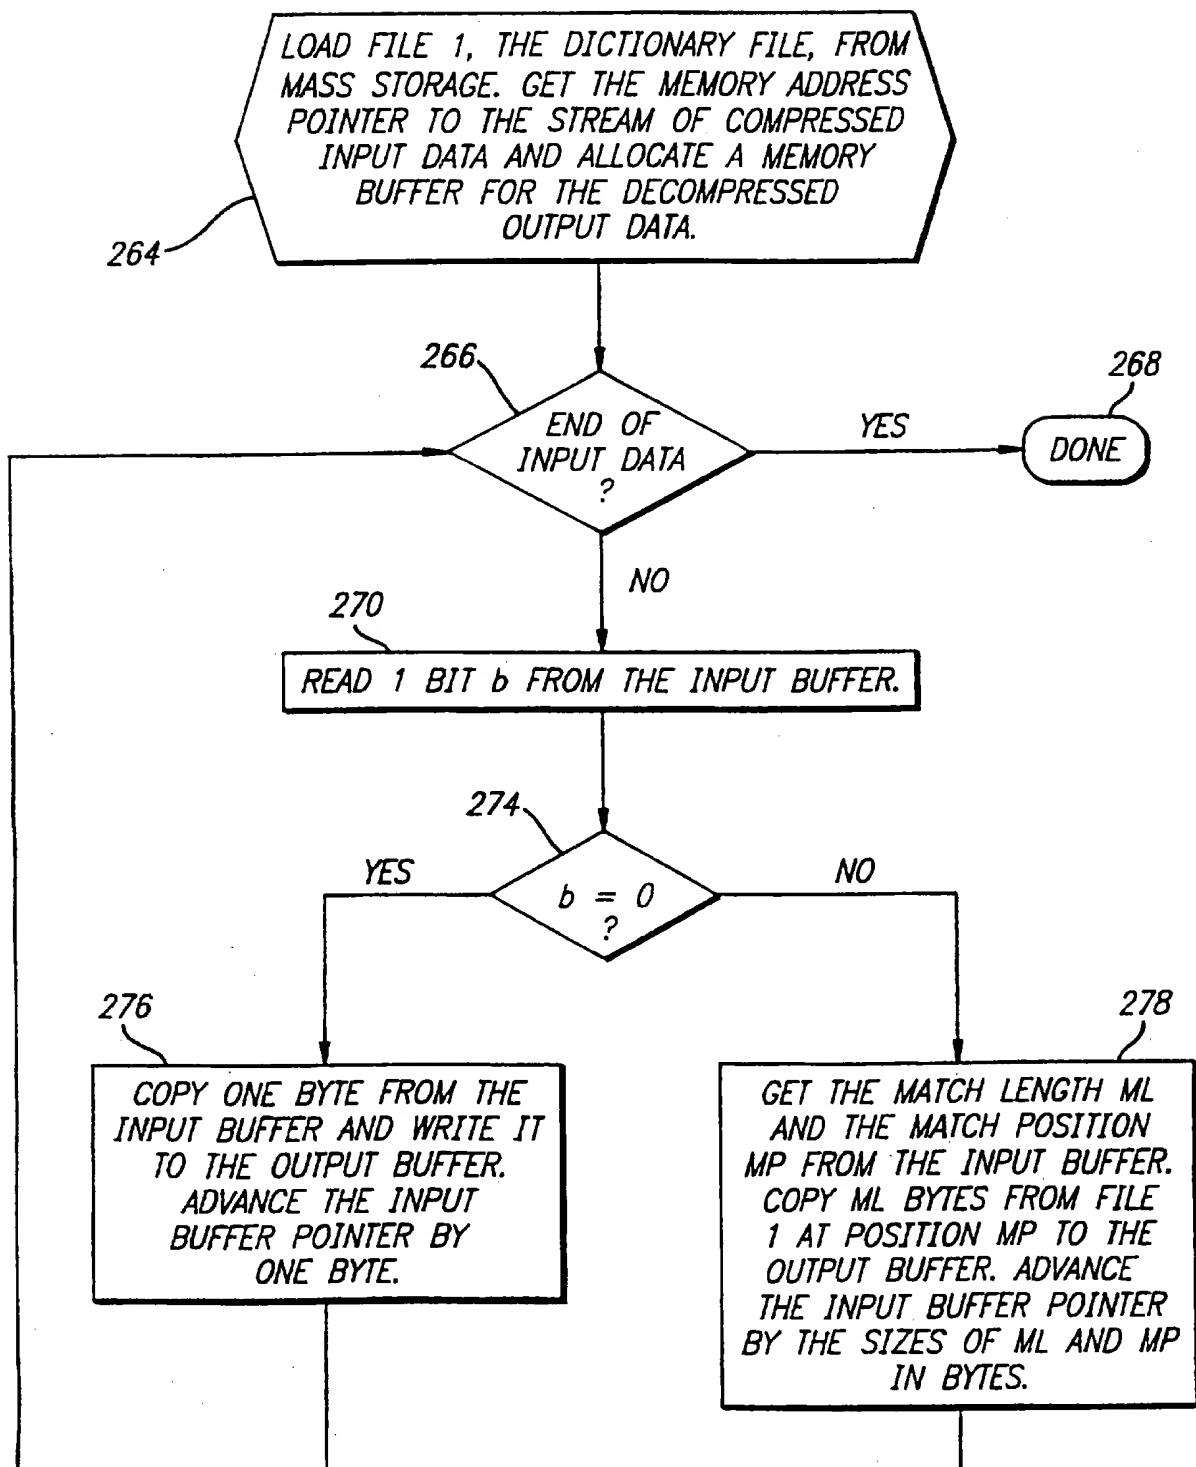 LOAD FILE 1, THE DICTIONARY FILE, FROM
MASS STORAGE. GET THE MEMORY ADDRESS
POINTER TO THE STREAM OF COMPRESSED
INPUT DATA AND ALLOCATE A MEMORY
BUFFER FOR THE DECOMPRESSED
OUTPUT DATA.
264
266
END OF
INPUT DATA
?
YES
268
DONE
NO
270
READ 1 BIT b FROM THE INPUT BUFFER.
274
b = 0
?
YES
NO
276
COPY ONE BYTE FROM THE
INPUT BUFFER AND WRITE IT
TO THE OUTPUT BUFFER.
ADVANCE THE INPUT
BUFFER POINTER BY
ONE BYTE.
278
GET THE MATCH LENGTH ML
AND THE MATCH POSITION
MP FROM THE INPUT BUFFER.
COPY ML BYTES FROM FILE
1 AT POSITION MP TO THE
OUTPUT BUFFER. ADVANCE
THE INPUT BUFFER POINTER
BY THE SIZES OF ML AND MP
IN BYTES.